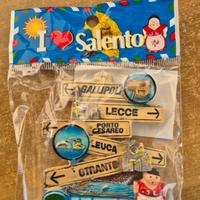 I ❤ Salento
GALLIPOLI
LECCE
PORTO
CESAREO
LEUCA
OTRANTO